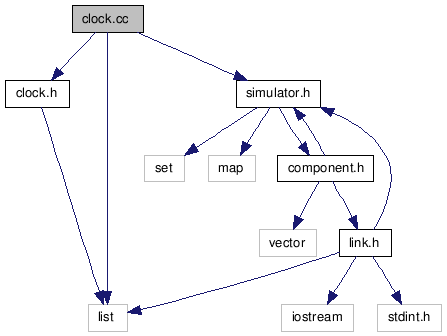 clock.cc
clock.h
simulator.h
set
map
component.h
vector
link.h
list
iostream
stdint.h